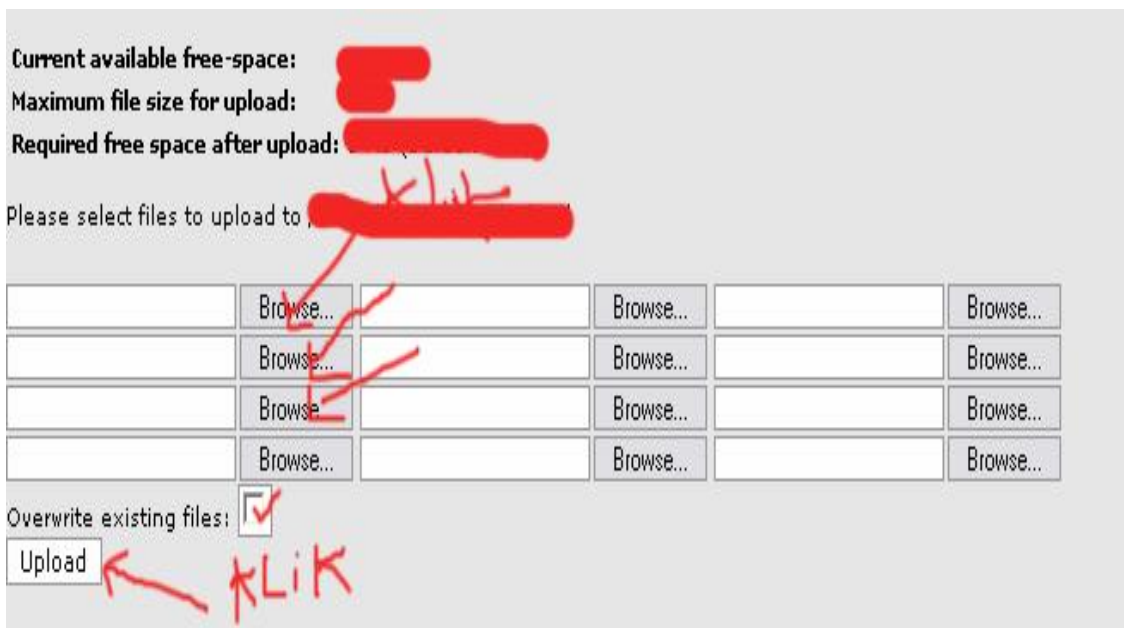 Current available free-space:
Maximum file size for upload:
Required free space after upload:
KLik
Please select files to upload to
Browse... Browse... Browse...
Browse... Browse... Browse...
Browse Browse... Browse...
Browse... Browse... Browse...
Overwrite existing files:
Upload
KLiK